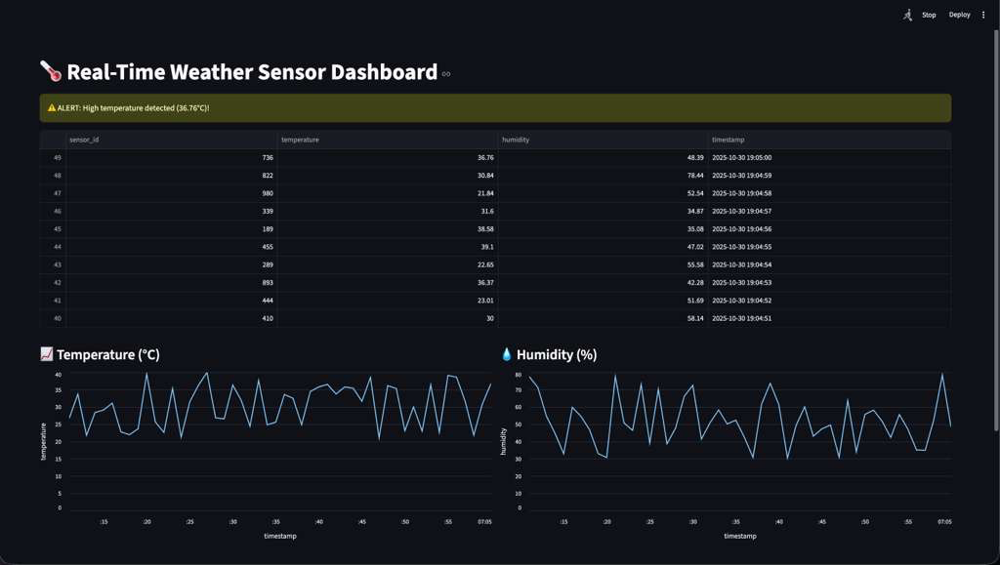 Stop Deploy
🌡️ Real-Time Weather Sensor Dashboard
⚠️ ALERT: High temperature detected (36.76°C)!
sensor_id temperature humidity timestamp
49 736 36.76 48.39 2025-10-30 19:05:00
48 822 30.84 78.44 2025-10-30 19:04:59
47 980 21.84 52.54 2025-10-30 19:04:58
46 339 31.6 34.87 2025-10-30 19:04:57
45 189 38.58 35.08 2025-10-30 19:04:56
44 455 39.1 47.02 2025-10-30 19:04:55
43 289 22.65 55.58 2025-10-30 19:04:54
42 893 36.37 42.28 2025-10-30 19:04:53
41 444 23.01 51.69 2025-10-30 19:04:52
40 410 30 58.14 2025-10-30 19:04:51
📈 Temperature (°C)
40
35
30
25
20
15
10
5
0
temperature
:15 :20 :25 :30 :35 :40 :45 :50 :55 07:05
timestamp
💧 Humidity (%)
80
70
60
50
40
30
20
10
0
humidity
:15 :20 :25 :30 :35 :40 :45 :50 :55 07:05
timestamp